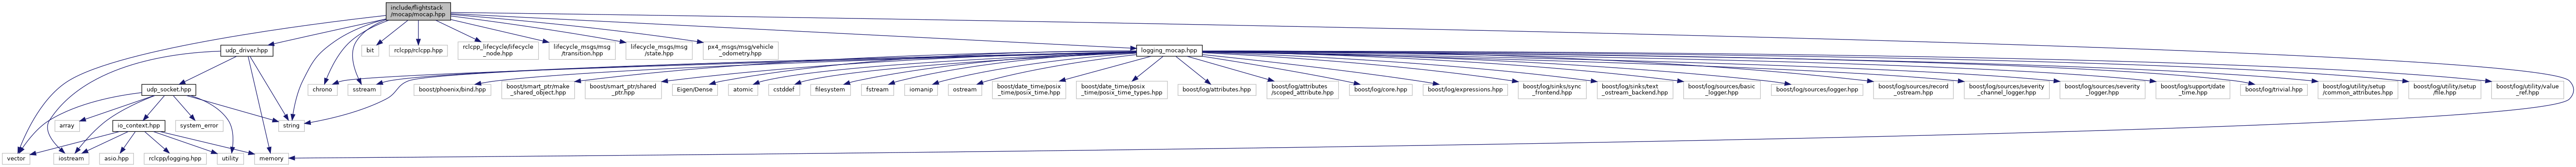 include/flightstack
/mocap/mocap.hpp
udp_driver.hpp
bit
rclcpp/rclcpp.hpp
rclcpp_lifecycle/lifecycle
_node.hpp
lifecycle_msgs/msg
/transition.hpp
lifecycle_msgs/msg
/state.hpp
px4_msgs/msg/vehicle
_odometry.hpp
logging_mocap.hpp
udp_socket.hpp
chrono
sstream
boost/phoenix/bind.hpp
boost/smart_ptr/make
_shared_object.hpp
boost/smart_ptr/shared
_ptr.hpp
Eigen/Dense
atomic
cstddef
filesystem
fstream
iomanip
ostream
boost/date_time/posix
_time/posix_time.hpp
boost/date_time/posix
_time/posix_time_types.hpp
boost/log/attributes.hpp
boost/log/attributes
/scoped_attribute.hpp
boost/log/core.hpp
boost/log/expressions.hpp
boost/log/sinks/sync
_frontend.hpp
boost/log/sinks/text
_ostream_backend.hpp
boost/log/sources/basic
_logger.hpp
boost/log/sources/logger.hpp
boost/log/sources/record
_ostream.hpp
boost/log/sources/severity
_channel_logger.hpp
boost/log/sources/severity
_logger.hpp
boost/log/support/date
_time.hpp
boost/log/trivial.hpp
boost/log/utility/setup
/common_attributes.hpp
boost/log/utility/setup
/file.hpp
boost/log/utility/value
_ref.hpp
array
io_context.hpp
system_error
string
vector
iostream
asio.hpp
rclcpp/logging.hpp
utility
memory